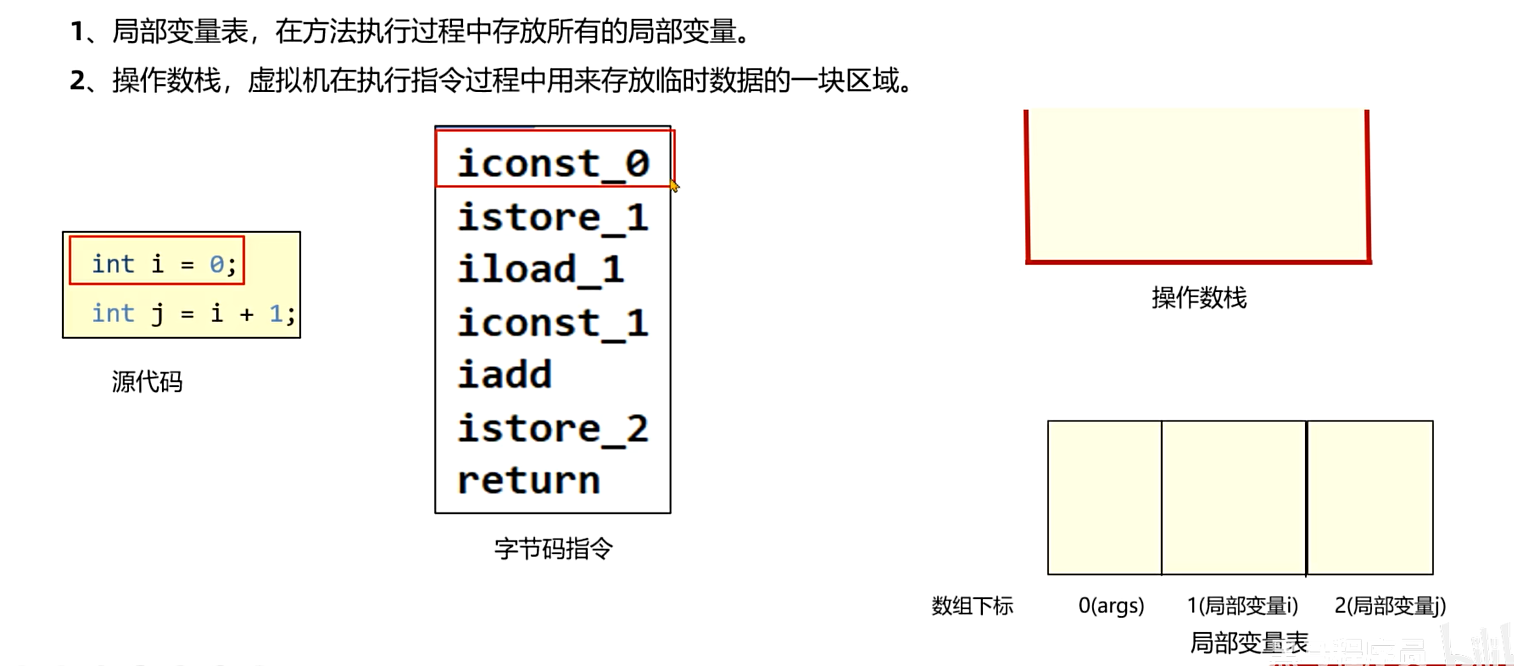 1、局部变量表，在方法执行过程中存放所有的局部变量。
2、操作数栈，虚拟机在执行指令过程中用来存放临时数据的一块区域。
int i = 0;
int j = i + 1;
源代码
iconst_0
istore_1
iload_1
iconst_1
iadd
istore_2
return
字节码指令
操作数栈
数组下标 0(args) 1(局部变量i) 2(局部变量j)
局部变量表